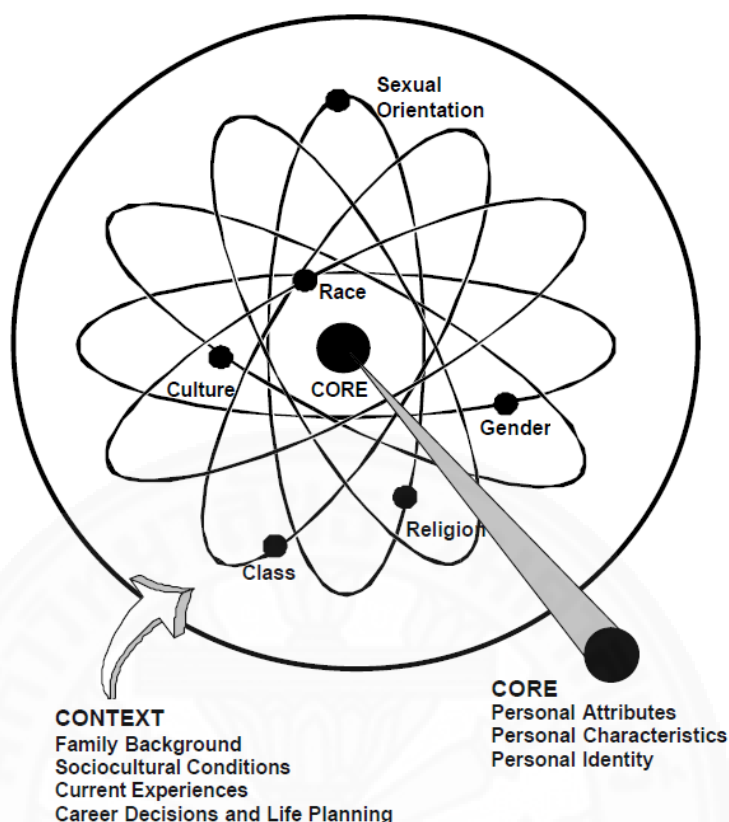 Sexual
Orientation
Race
Culture
CORE
Gender
Religion
Class
CONTEXT
Family Background
Sociocultural Conditions
Current Experiences
Career Decisions and Life Planning
CORE
Personal Attributes
Personal Characteristics
Personal Identity